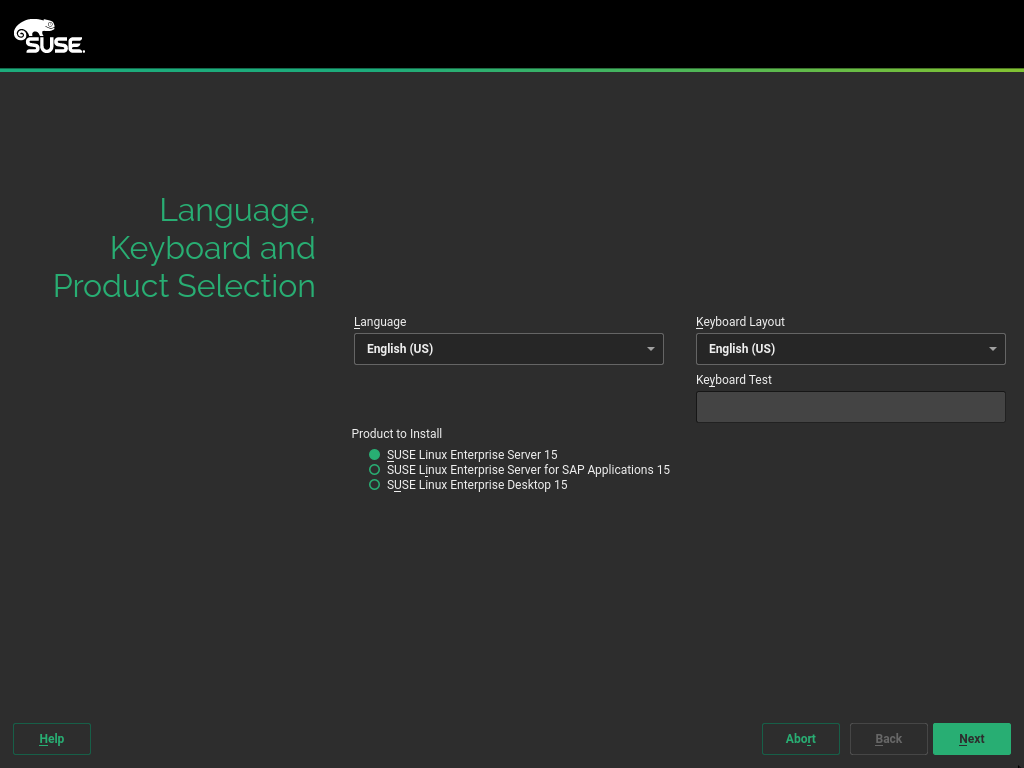 SUSE.
Language,
Keyboard and
Product Selection
Language
English (US)
Keyboard Layout
English (US)
Keyboard Test
Product to Install
SUSE Linux Enterprise Server 15
SUSE Linux Enterprise Server for SAP Applications 15
SUSE Linux Enterprise Desktop 15
Help
Abort
Back
Next